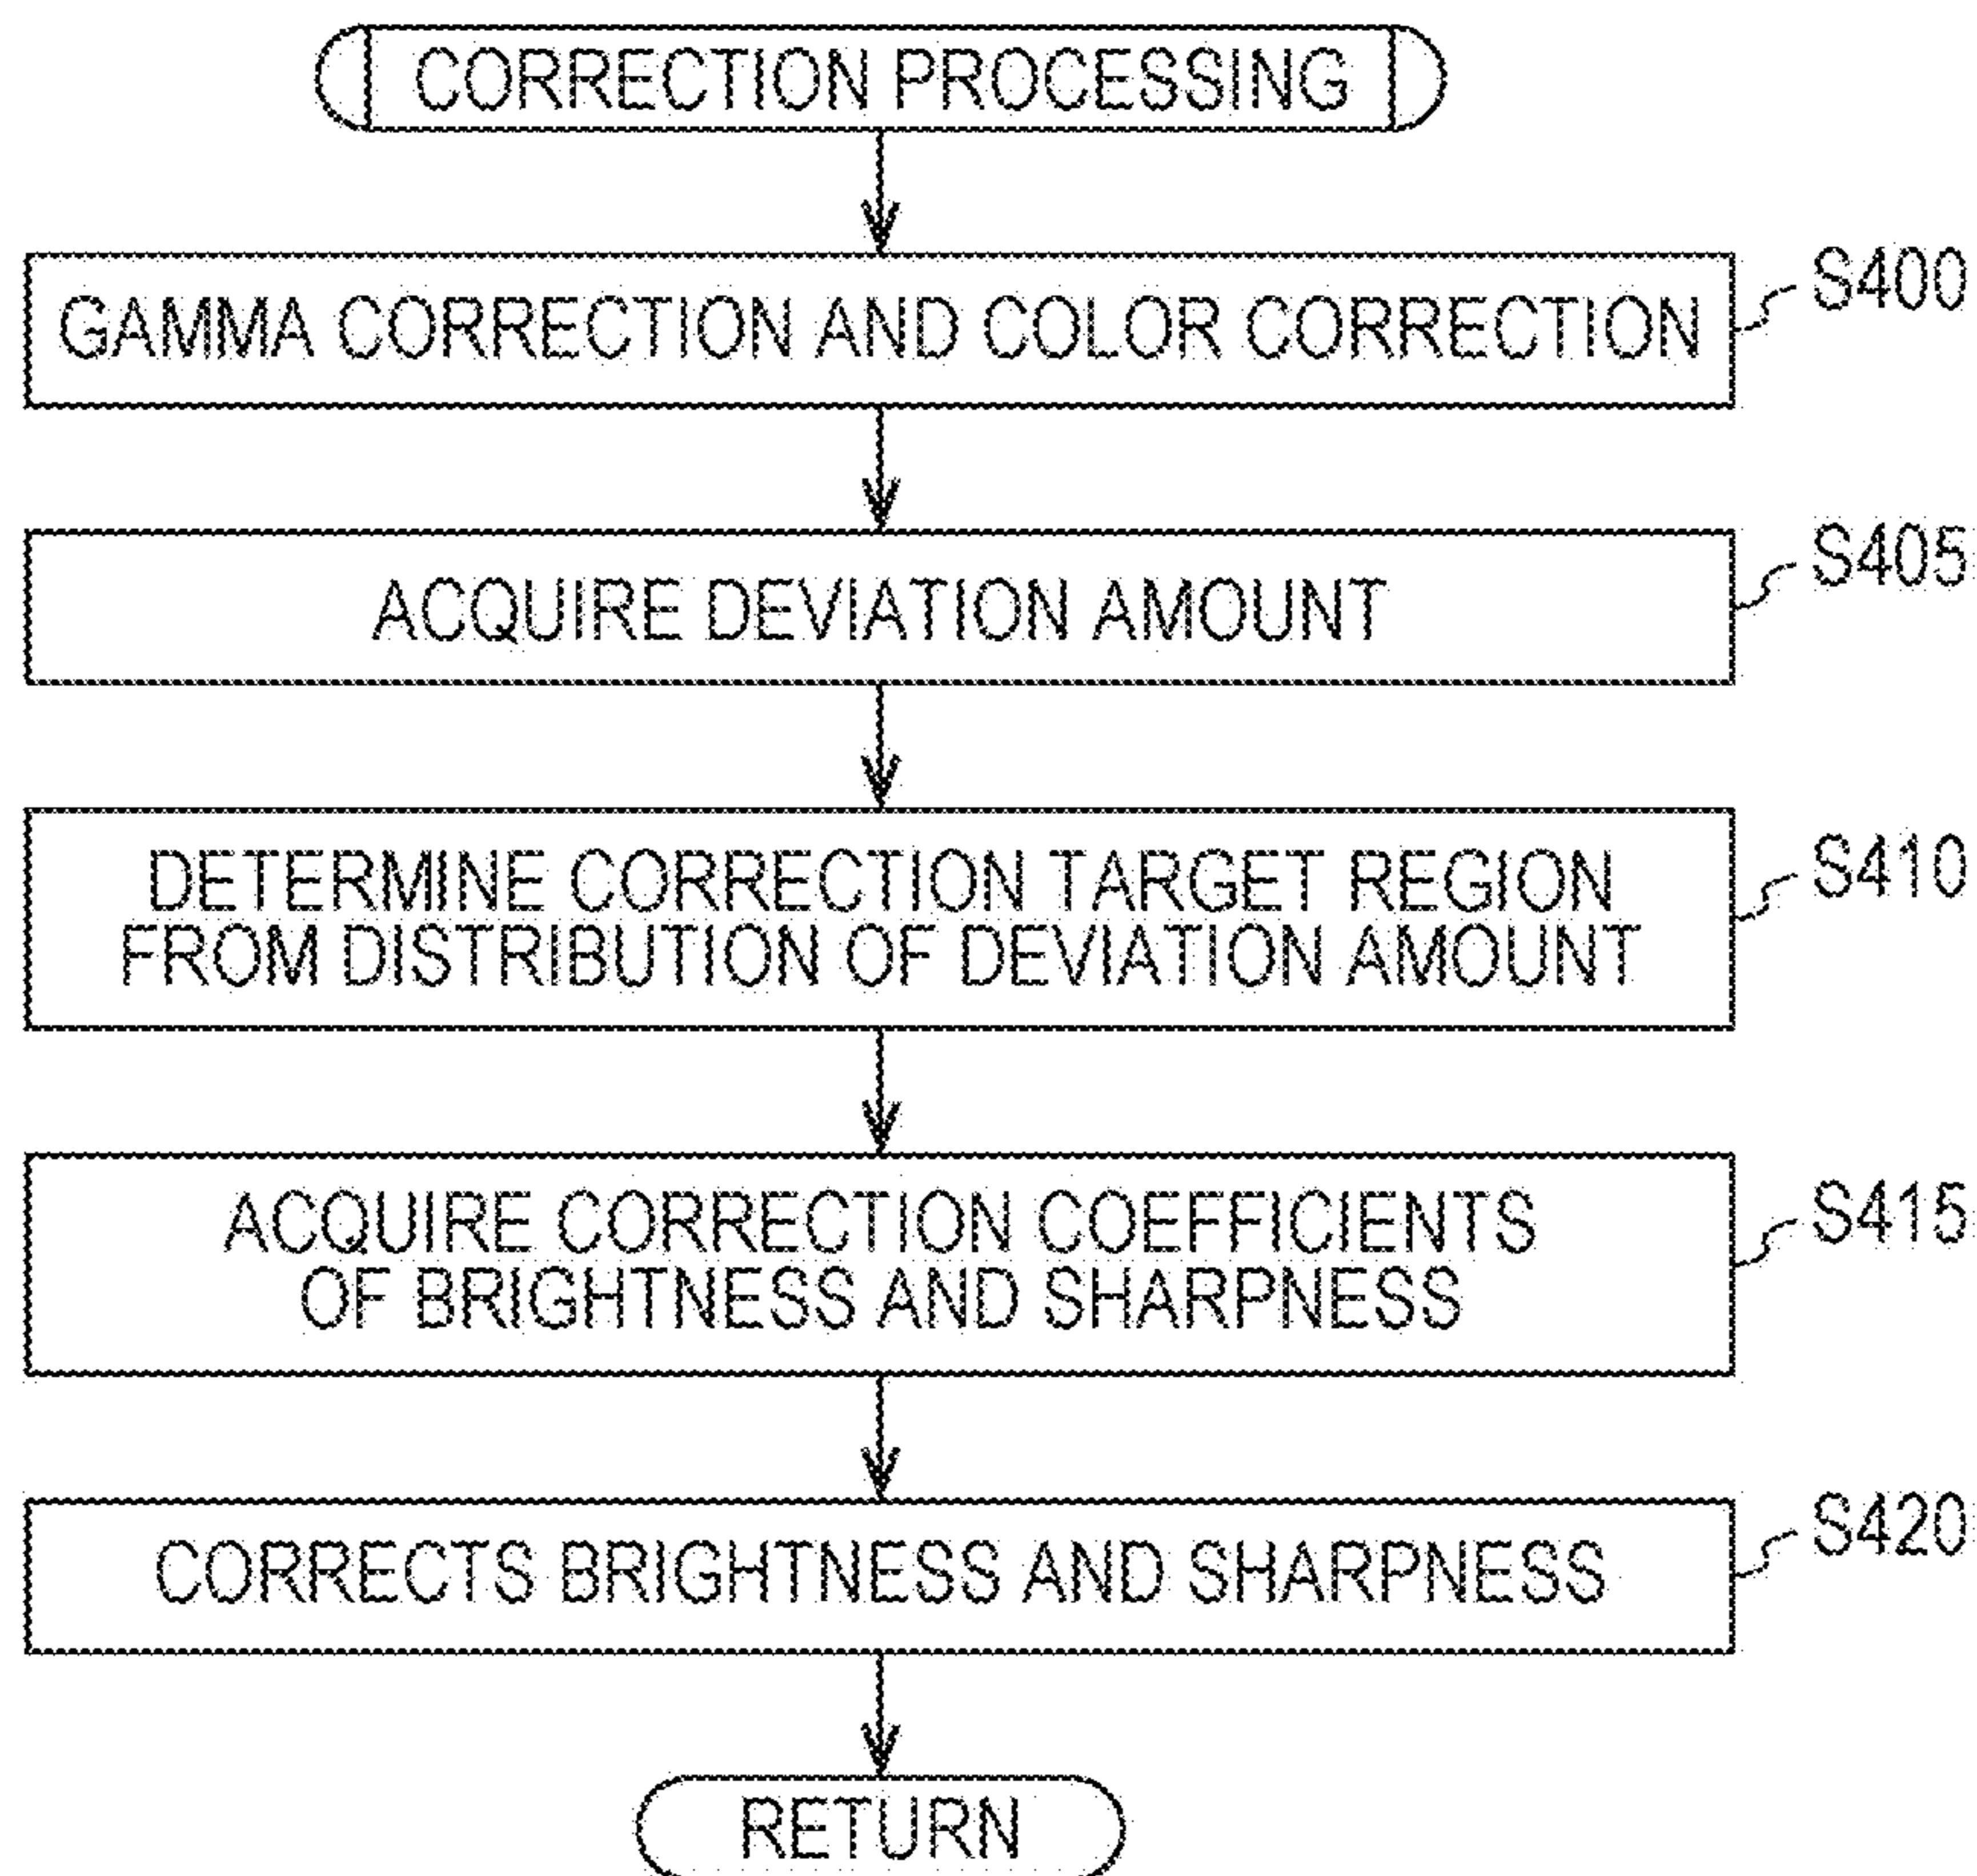 CORRECTION PROCESSING
GAMMA CORRECTION AND COLOR CORRECTION
S400
ACQUIRE DEVIATION AMOUNT
S405
DETERMINE CORRECTION TARGET REGION
FROM DISTRIBUTION OF DEVIATION AMOUNT
S410
ACQUIRE CORRECTION COEFFICIENTS
OF BRIGHTNESS AND SHARPNESS
S415
CORRECTS BRIGHTNESS AND SHARPNESS
S420
RETURN